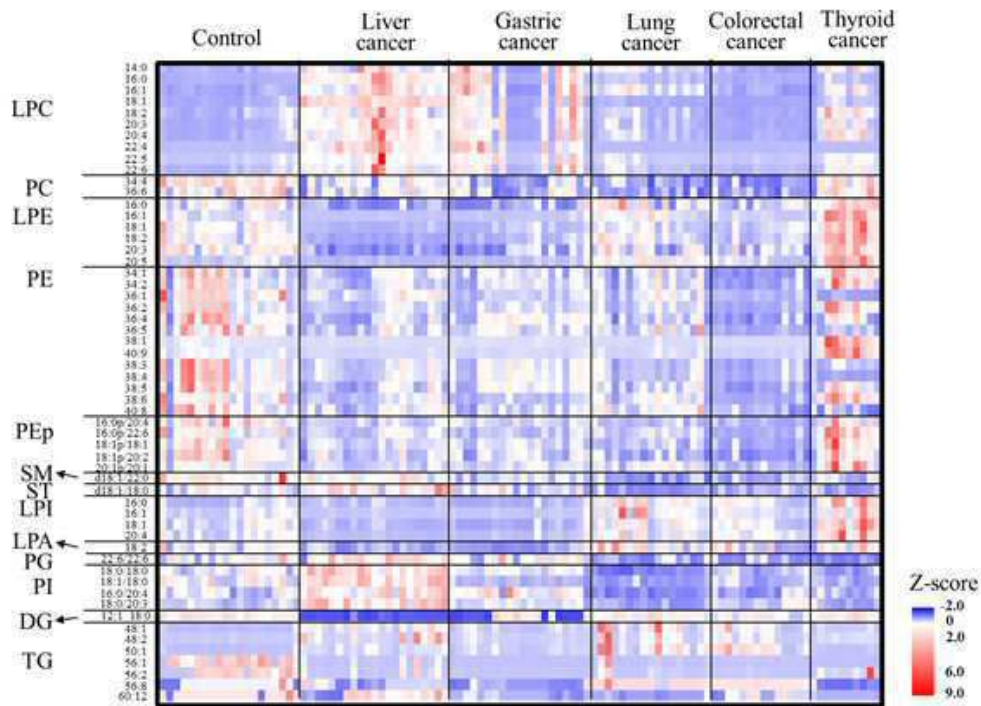 Control
Liver cancer
Gastric cancer
Lung cancer
Colorectal cancer
Thyroid cancer
LPC
14:0
16:0
16:1
18:1
18:2
20:3
20:4
22:4
22:5
22:6
PC
34:4
36:6
LPE
16:0
16:1
18:1
18:2
20:3
20:5
PE
34:1
34:2
36:1
36:2
36:4
36:5
38:1
40:9
38:3
38:4
38:5
38:6
40:8
PEp
16:0p/20:4
16:0p/22:6
18:1p/18:1
18:1p/20:2
20:1p/20:1
SM
d18:1/22:0
ST
d18:1/18:0
LPI
16:0
16:1
18:1
20:4
LPA
18:2
PG
22:6/22:6
PI
18:0/18:0
18:1/18:0
16:0/20:4
18:0/20:3
DG
12:1 18:0
TG
48:1
48:2
50:1
56:1
56:2
56:8
60:12
Z-score
-2.0
0
2.0
6.0
9.0